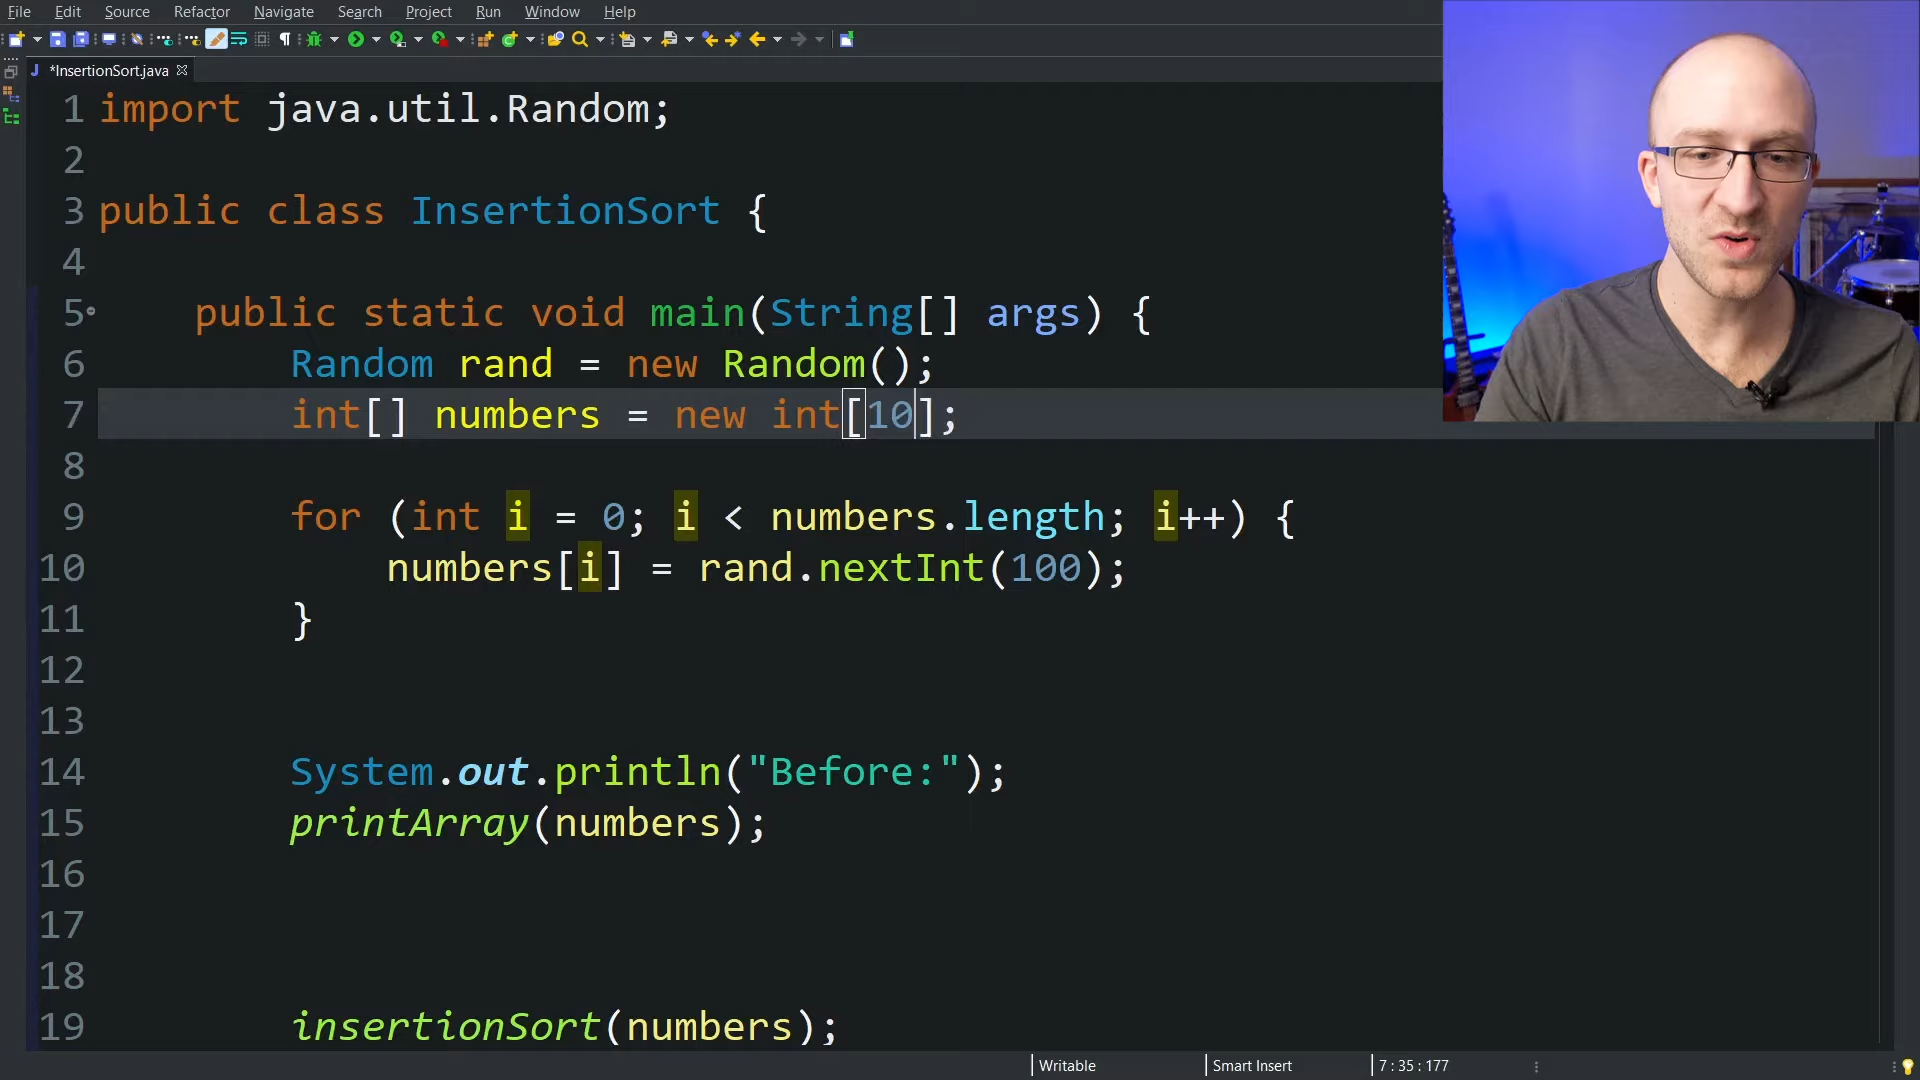 File Edit Source Refactor Navigate Search Project Run Window Help
*InsertionSort.java
1 import java.util.Random;
2
3 public class InsertionSort {
4
5 public static void main(String[] args) {
6 Random rand = new Random();
7 int[] numbers = new int[10];
8
9 for (int i = 0; i < numbers.length; i++) {
10 numbers[i] = rand.nextInt(100);
11 }
12
13
14 System.out.println("Before:");
15 printArray(numbers);
16
17
18
19 insertionSort(numbers);
Writable Smart Insert 7 : 35 : 177